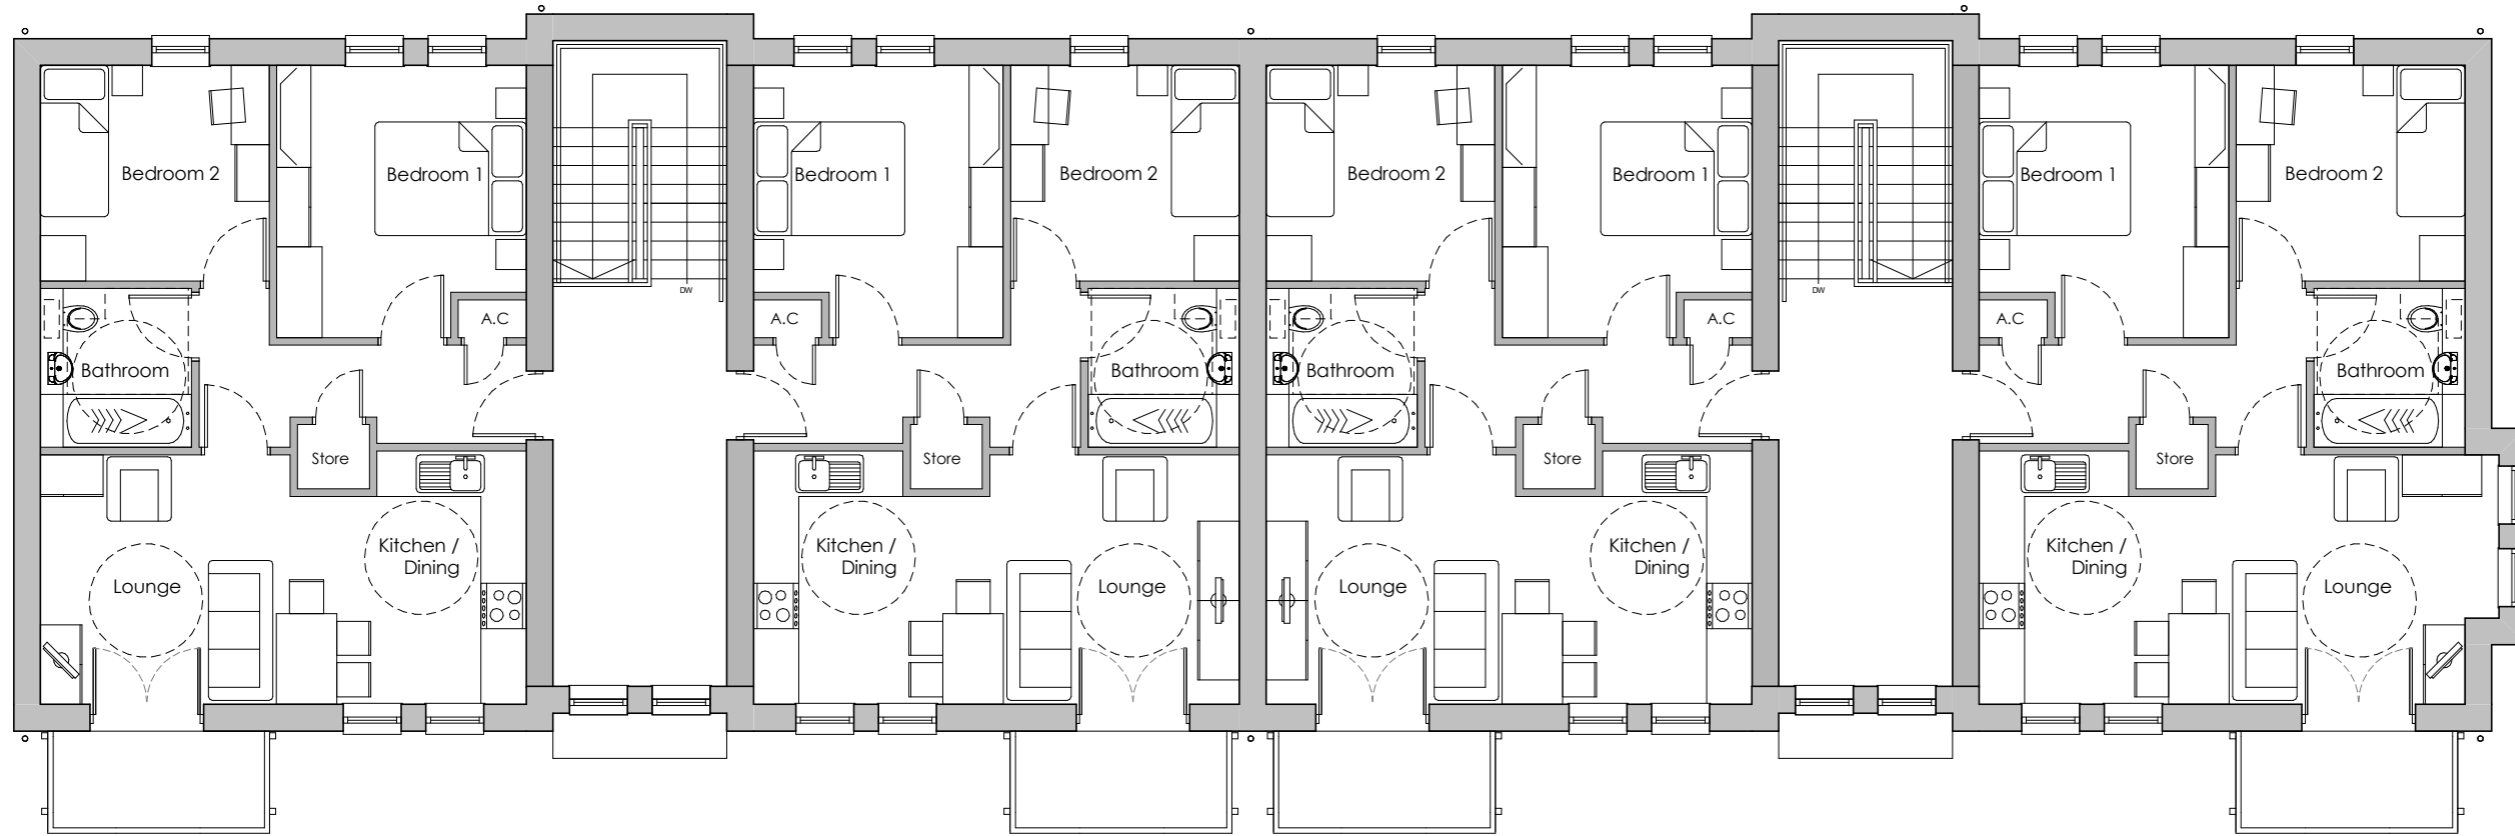 Bedroom 2
Bedroom 1
Bedroom 1
Bedroom 2
Bedroom 2
Bedroom 1
Bedroom 1
Bedroom 2
DW
DW
A.C
A.C
A.C
A.C
Bathroom
Bathroom
Bathroom
Bathroom
Store
Store
Store
Store
Kitchen /
Dining
Kitchen /
Dining
Kitchen /
Dining
Kitchen /
Dining
Lounge
Lounge
Lounge
Lounge